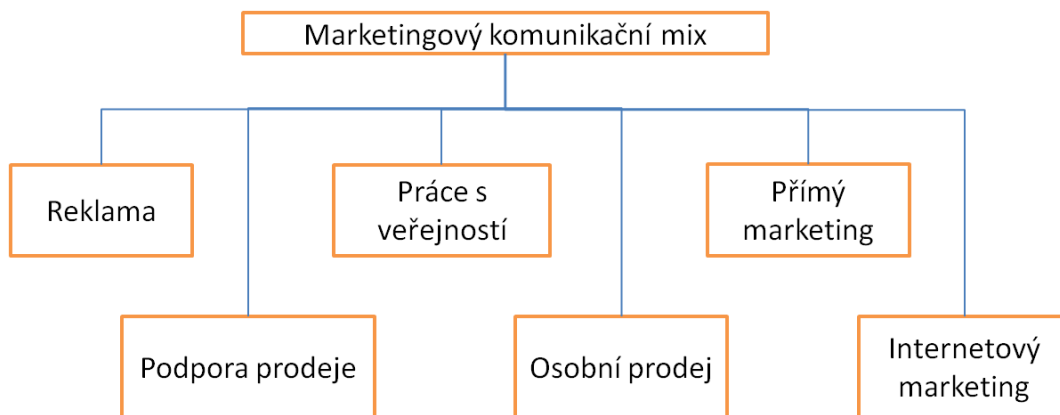 Marketingový komunikační mix
Reklama
Práce s
veřejností
Přímý
marketing
Podpora prodeje
Osobní prodej
Internetový
marketing